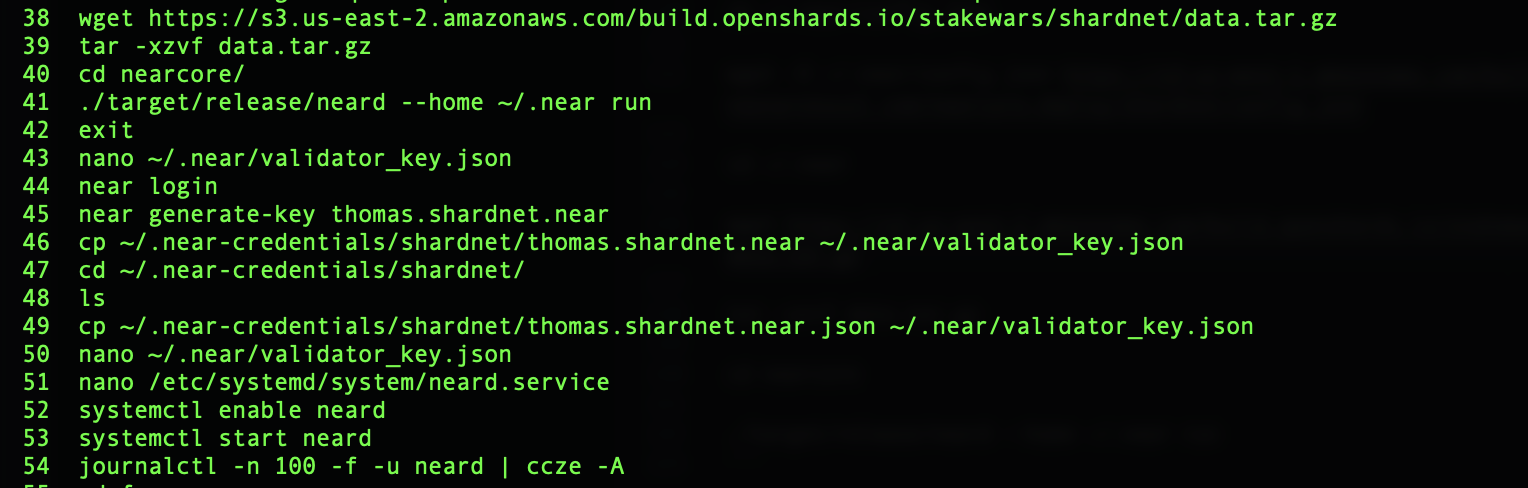 38 wget https://s3.us-east-2.amazonaws.com/build.openshards.io/stakewars/shardnet/data.tar.gz
39 tar -xzvf data.tar.gz
40 cd nearcore/
41 ./target/release/neard --home ~/.near run
42 exit
43 nano ~/.near/validator_key.json
44 near login
45 near generate-key thomas.shardnet.near
46 cp ~/.near-credentials/shardnet/thomas.shardnet.near ~/.near/validator_key.json
47 cd ~/.near-credentials/shardnet/
48 ls
49 cp ~/.near-credentials/shardnet/thomas.shardnet.near.json ~/.near/validator_key.json
50 nano ~/.near/validator_key.json
51 nano /etc/systemd/system/neard.service
52 systemctl enable neard
53 systemctl start neard
54 journalctl -n 100 -f -u neard | ccze -A